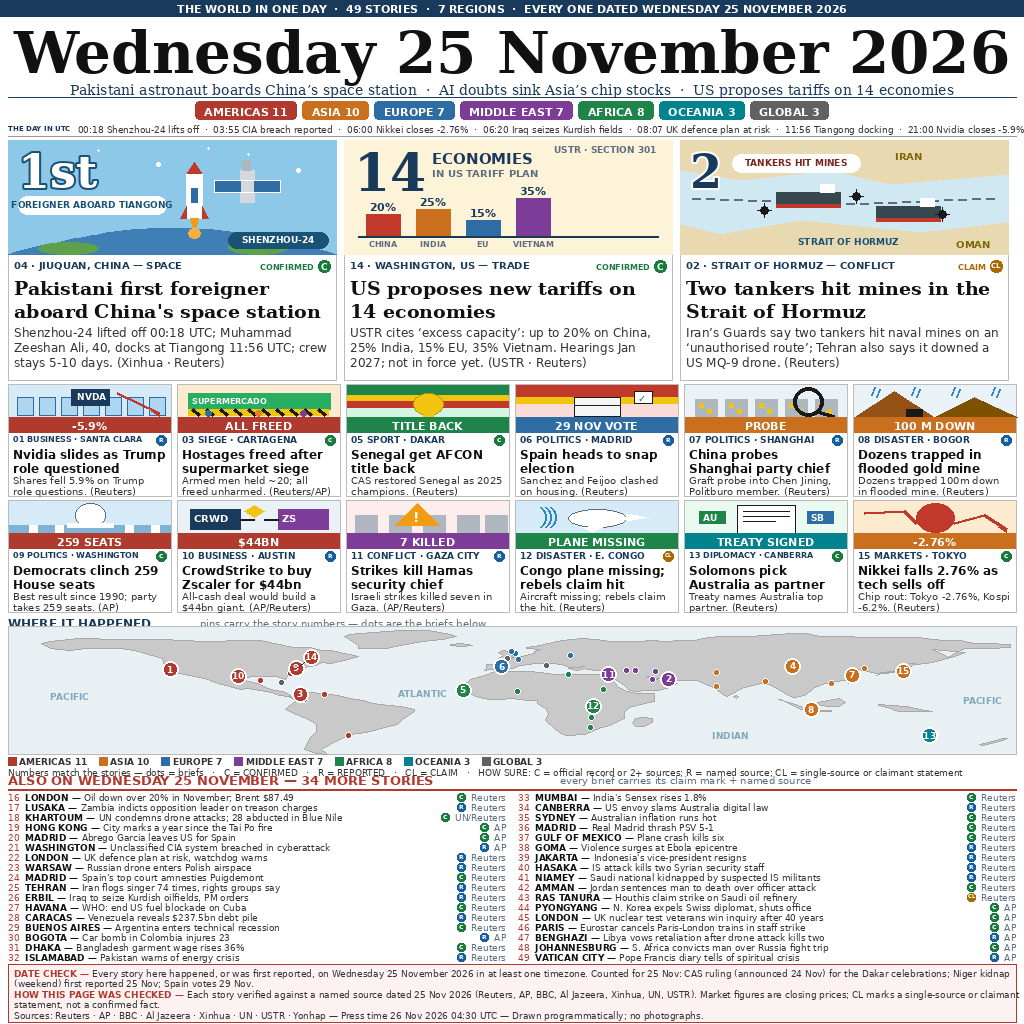 THE WORLD IN ONE DAY · 49 STORIES · 7 REGIONS · EVERY ONE DATED WEDNESDAY 25 NOVEMBER 2026
Wednesday 25 November 2026
Pakistani astronaut boards China’s space station · AI doubts sink Asia’s chip stocks · US proposes tariffs on 14 economies
AMERICAS 11 ASIA 10 EUROPE 7 MIDDLE EAST 7 AFRICA 8 OCEANIA 3 GLOBAL 3
THE DAY IN UTC 00:18 Shenzhou-24 lifts off · 03:55 CIA breach reported · 06:00 Nikkei closes -2.76% · 06:20 Iraq seizes Kurdish fields · 08:07 UK defence plan at risk · 11:56 Tiangong docking · 21:00 Nvidia closes -5.9%
1st
FOREIGNER ABOARD TIANGONG
SHENZHOU-24
04 · JIUQUAN, CHINA — SPACE CONFIRMED C
Pakistani first foreigner
aboard China's space station
Shenzhou-24 lifted off 00:18 UTC; Muhammad
Zeeshan Ali, 40, docks at Tiangong 11:56 UTC; crew
stays 5-10 days. (Xinhua · Reuters)
14 ECONOMIES
IN US TARIFF PLAN
USTR · SECTION 301
20% 25% 15% 35%
CHINA INDIA EU VIETNAM
14 · WASHINGTON, US — TRADE CONFIRMED C
US proposes new tariffs on
14 economies
USTR cites ‘excess capacity’: up to 20% on China,
25% India, 15% EU, 35% Vietnam. Hearings Jan
2027; not in force yet. (USTR · Reuters)
2 TANKERS HIT MINES
IRAN
STRAIT OF HORMUZ
OMAN
02 · STRAIT OF HORMUZ — CONFLICT CLAIM CL
Two tankers hit mines in the
Strait of Hormuz
Iran’s Guards say two tankers hit naval mines on an
‘unauthorised route’; Tehran also says it downed a
US MQ-9 drone. (Reuters)
NVDA
-5.9%
01 BUSINESS · SANTA CLARA R
Nvidia slides as Trump
role questioned
Shares fell 5.9% on Trump
role questions. (Reuters)
SUPERMERCADO
ALL FREED
03 SIEGE · CARTAGENA C
Hostages freed after
supermarket siege
Armed men held ~20; all
freed unharmed. (Reuters/AP)
TITLE BACK
05 SPORT · DAKAR C
Senegal get AFCON
title back
CAS restored Senegal as 2025
champions. (Reuters)
✓
29 NOV VOTE
06 POLITICS · MADRID R
Spain heads to snap
election
Sanchez and Feijoo clashed
on housing. (Reuters)
PROBE
07 POLITICS · SHANGHAI R
China probes
Shanghai party chief
Graft probe into Chen Jining,
Politburo member. (Reuters)
100 M DOWN
08 DISASTER · BOGOR R
Dozens trapped in
flooded gold mine
Dozens trapped 100m down
in flooded mine. (Reuters)
259 SEATS
09 POLITICS · WASHINGTON C
Democrats clinch 259
House seats
Best result since 1990; party
takes 259 seats. (AP)
CRWD ZS
$44BN
10 BUSINESS · AUSTIN R
CrowdStrike to buy
Zscaler for $44bn
All-cash deal would build a
$44bn giant. (AP/Reuters)
!
7 KILLED
11 CONFLICT · GAZA CITY R
Strikes kill Hamas
security chief
Israeli strikes killed seven in
Gaza. (AP/Reuters)
PLANE MISSING
12 DISASTER · E. CONGO CL
Congo plane missing;
rebels claim hit
Aircraft missing; rebels claim
the hit. (Reuters)
AU SB
TREATY SIGNED
13 DIPLOMACY · CANBERRA C
Solomons pick
Australia as partner
Treaty names Australia top
partner. (Reuters)
-2.76%
15 MARKETS · TOKYO C
Nikkei falls 2.76% as
tech sells off
Chip rout: Tokyo -2.76%, Kospi
-6.2%. (Reuters)
WHERE IT HAPPENED pins carry the story numbers — dots are the briefs below
PACIFIC ATLANTIC INDIAN PACIFIC
1 10 9 14 3 5 6 11 2 12 4 7 15 8 13
AMERICAS 11 ASIA 10 EUROPE 7 MIDDLE EAST 7 AFRICA 8 OCEANIA 3 GLOBAL 3
Numbers match the stories — dots = briefs · C = CONFIRMED · R = REPORTED · CL = CLAIM · HOW SURE: C = official record or 2+ sources; R = named source; CL = single-source or claimant statement
ALSO ON WEDNESDAY 25 NOVEMBER — 34 MORE STORIES every brief carries its claim mark + named source
16 LONDON — Oil down over 20% in November; Brent $87.49 C Reuters
17 LUSAKA — Zambia indicts opposition leader on treason charges R Reuters
18 KHARTOUM — UN condemns drone attacks; 28 abducted in Blue Nile C UN/Reuters
19 HONG KONG — City marks a year since the Tai Po fire C AP
20 MADRID — Abrego Garcia leaves US for Spain C AP
21 WASHINGTON — Unclassified CIA system breached in cyberattack R AP
22 LONDON — UK defence plan at risk, watchdog warns R Reuters
23 WARSAW — Russian drone enters Polish airspace R Reuters
24 MADRID — Spain's top court amnesties Puigdemont C Reuters
25 TEHRAN — Iran flogs singer 74 times, rights groups say R Reuters
26 ERBIL — Iraq to seize Kurdish oilfields, PM orders R Reuters
27 HAVANA — WHO: end US fuel blockade on Cuba C Reuters
28 CARACAS — Venezuela reveals $237.5bn debt pile R Reuters
29 BUENOS AIRES — Argentina enters technical recession C Reuters
30 BOGOTA — Car bomb in Colombia injures 23 R AP
31 DHAKA — Bangladesh garment wage rises 36% C Reuters
32 ISLAMABAD — Pakistan warns of energy crisis R Reuters
33 MUMBAI — India's Sensex rises 1.8% C Reuters
34 CANBERRA — US envoy slams Australia digital law R Reuters
35 SYDNEY — Australian inflation runs hot C Reuters
36 MADRID — Real Madrid thrash PSV 5-1 C Reuters
37 GULF OF MEXICO — Plane crash kills six C Reuters
38 GOMA — Violence surges at Ebola epicentre R Reuters
39 JAKARTA — Indonesia's vice-president resigns C Reuters
40 HASAKA — IS attack kills two Syrian security staff R Reuters
41 NIAMEY — Saudi national kidnapped by suspected IS militants R Reuters
42 AMMAN — Jordan sentences man to death over officer attack C Reuters
43 RAS TANURA — Houthis claim strike on Saudi oil refinery CL Reuters
44 PYONGYANG — N. Korea expels Swiss diplomat, shuts office R AP
45 LONDON — UK nuclear test veterans win inquiry after 40 years C AP
46 PARIS — Eurostar cancels Paris-London trains in staff strike C AP
47 BENGHAZI — Libya vows retaliation after drone attack kills two R AP
48 JOHANNESBURG — S. Africa convicts man over Russia fight trip C AP
49 VATICAN CITY — Pope Francis diary tells of spiritual crisis R AP
DATE CHECK — Every story here happened, or was first reported, on Wednesday 25 November 2026 in at least one timezone. Counted for 25 Nov: CAS ruling (announced 24 Nov) for the Dakar celebrations; Niger kidnap
(weekend) first reported 25 Nov; Spain votes 29 Nov.
HOW THIS PAGE WAS CHECKED — Each story verified against a named source dated 25 Nov 2026 (Reuters, AP, BBC, Al Jazeera, Xinhua, UN, USTR). Market figures are closing prices; CL marks a single-source or claimant
statement, not a confirmed fact.
Sources: Reuters · AP · BBC · Al Jazeera · Xinhua · UN · USTR · Yonhap — Press time 26 Nov 2026 04:30 UTC — Drawn programmatically; no photographs.